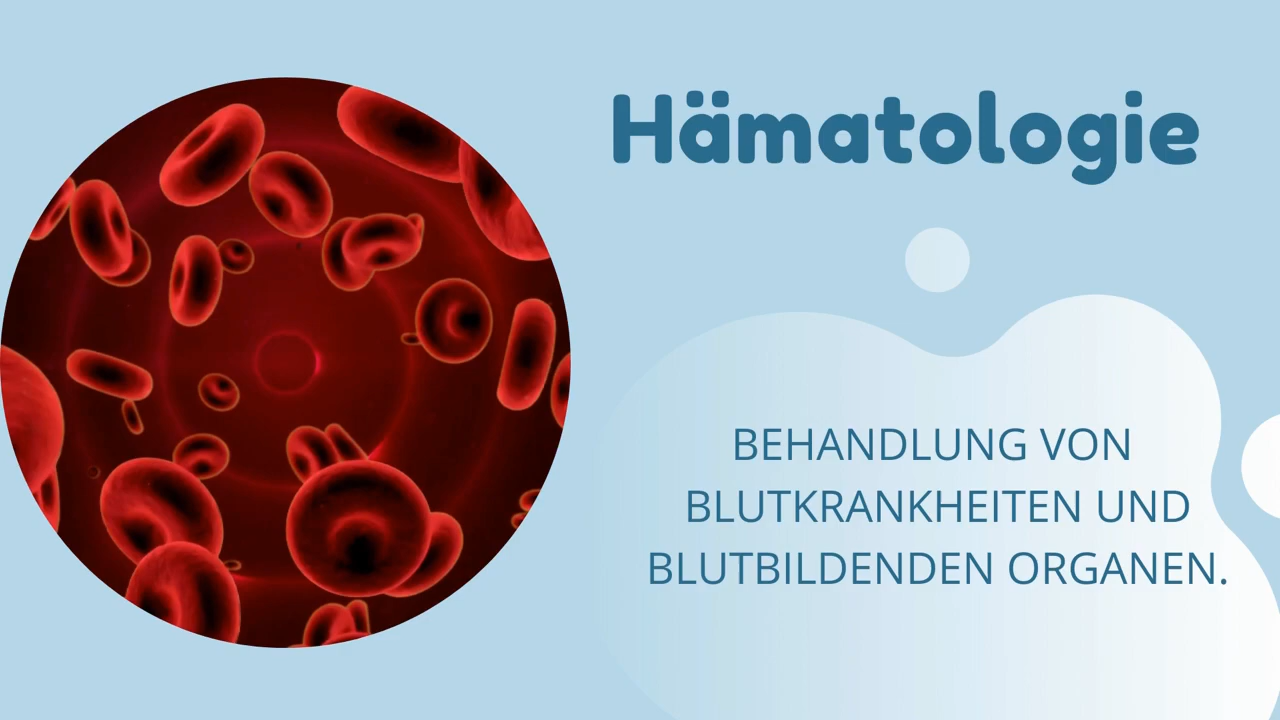 Hämatologie
BEHANDLUNG VON
BLUTKRANKHEITEN UND
BLUTBILDENDEN ORGANEN.